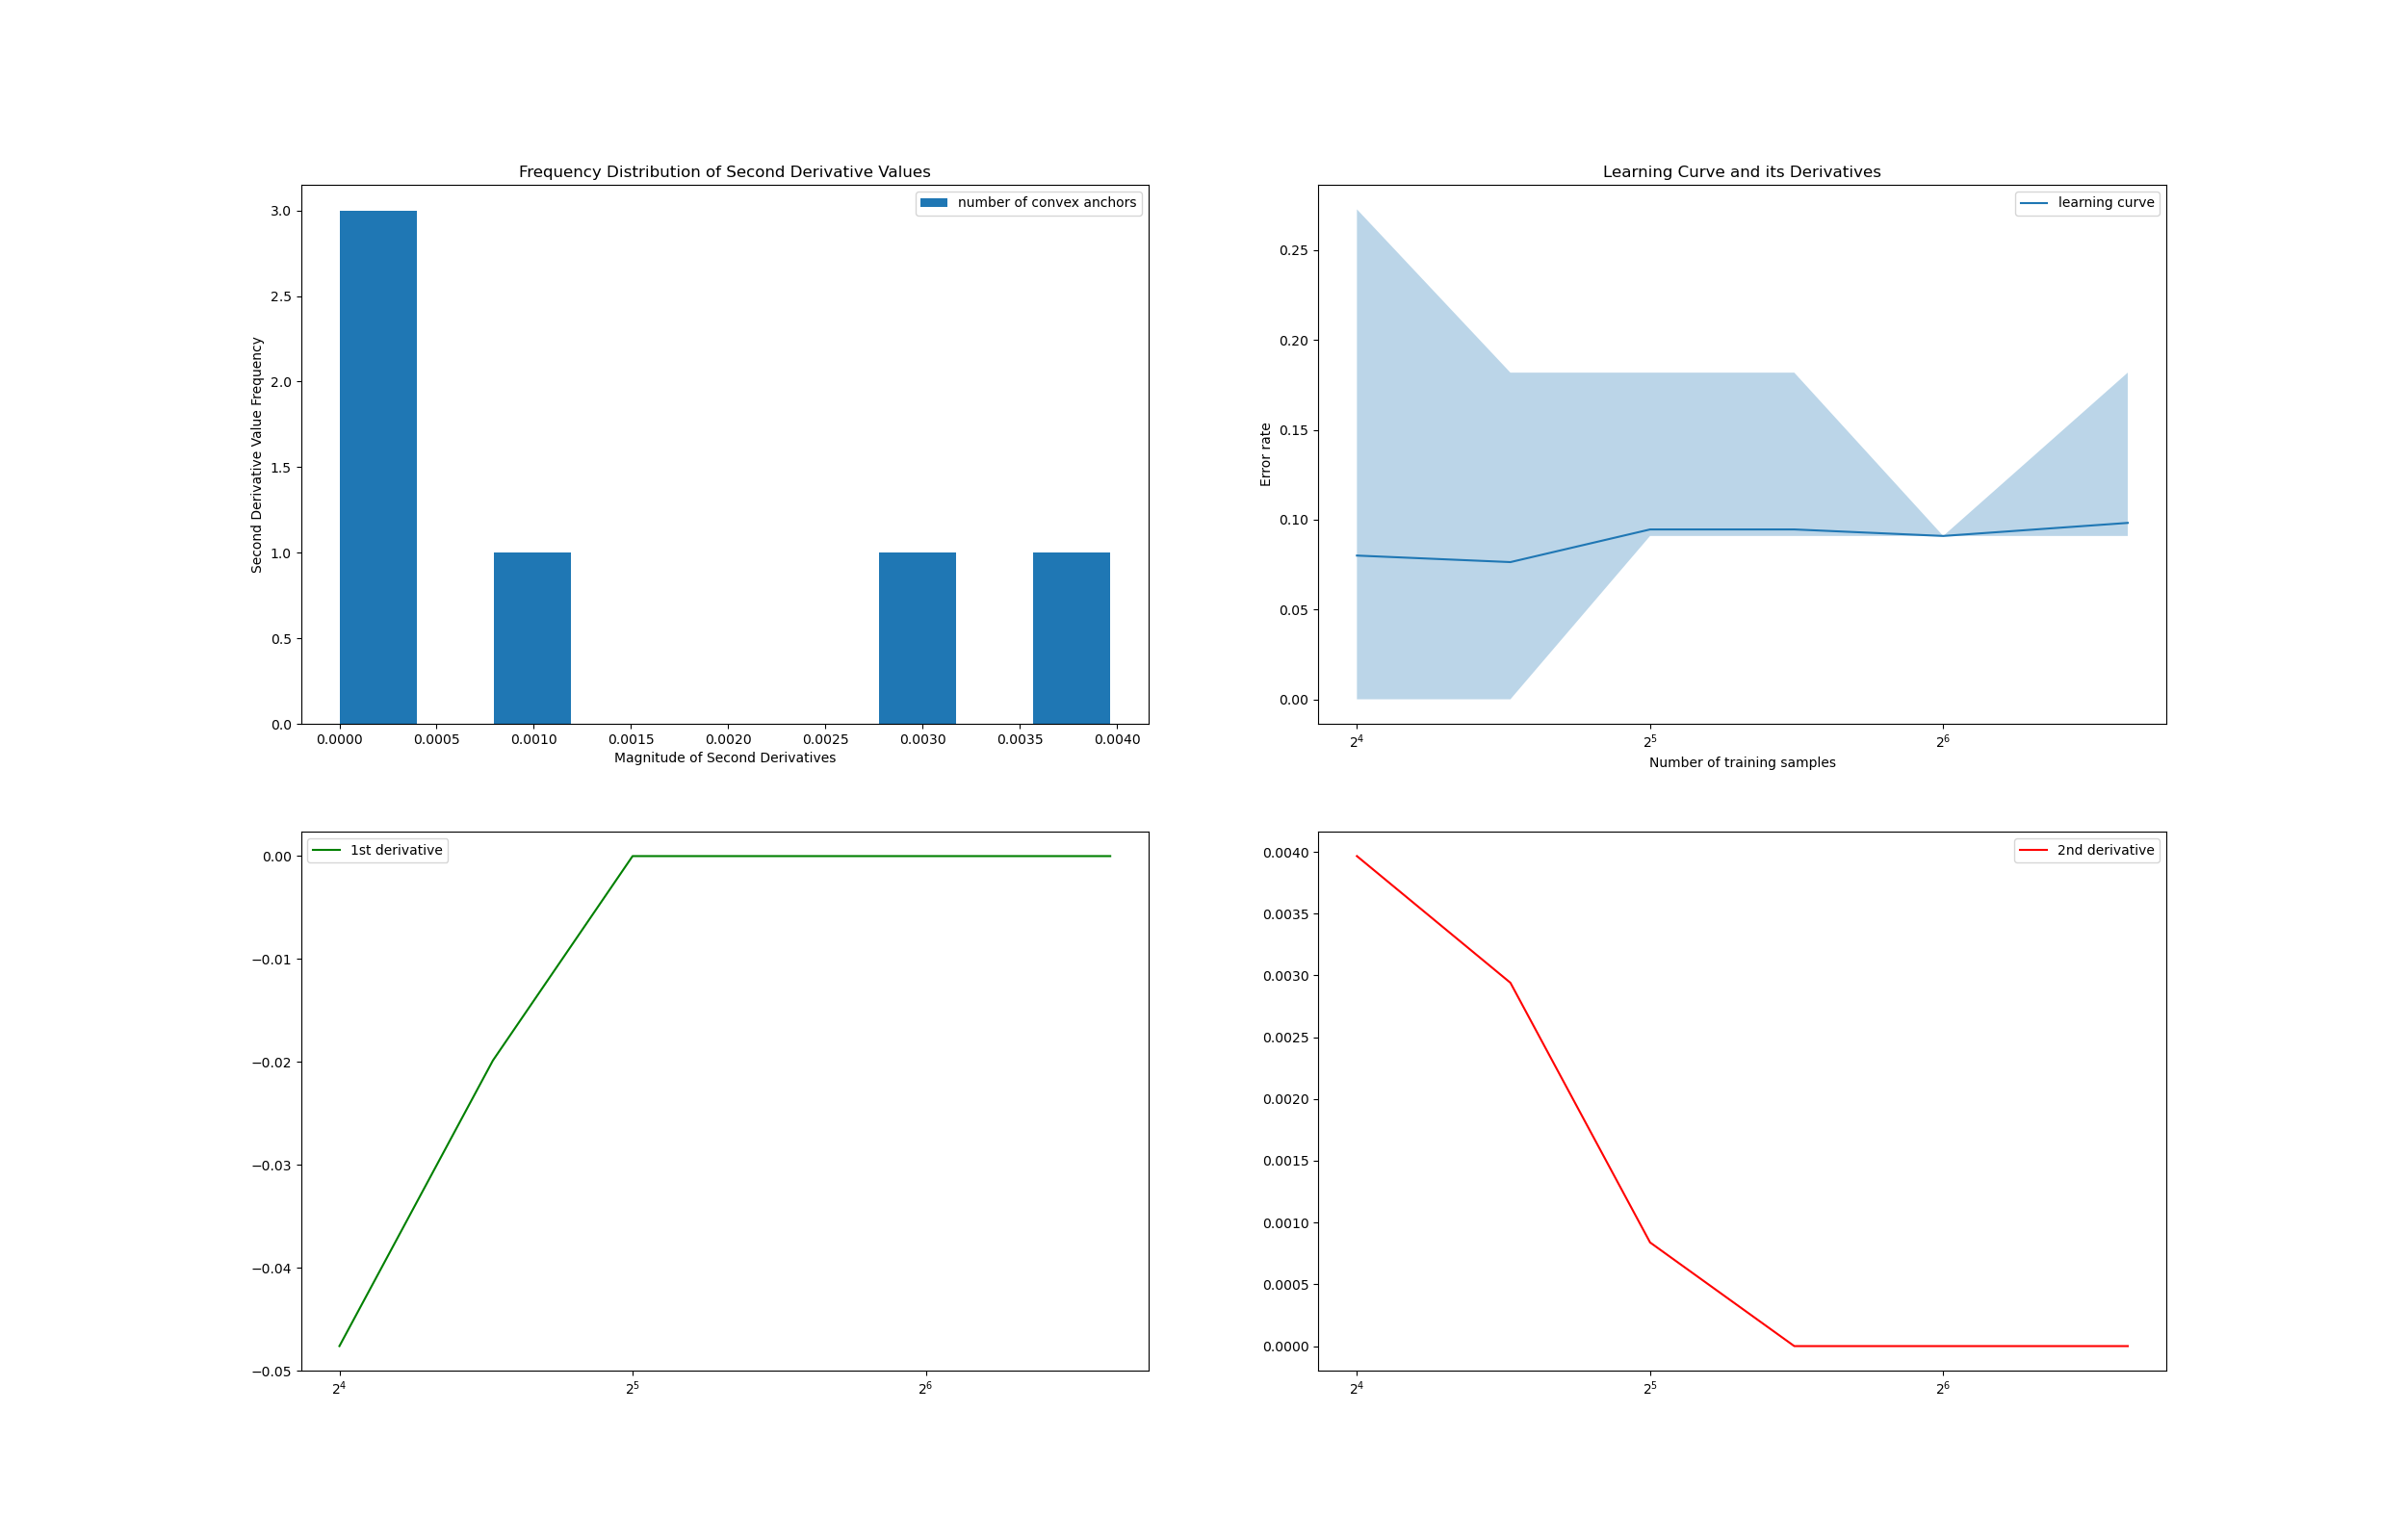 Frequency Distribution of Second Derivative Values
number of convex anchors
Second Derivative Value Frequency
3.0
2.5
2.0
1.5
1.0
0.5
0.0
0.0000 0.0005 0.0010 0.0015 0.0020 0.0025 0.0030 0.0035 0.0040
Magnitude of Second Derivatives
Learning Curve and its Derivatives
learning curve
Error rate
0.25
0.20
0.15
0.10
0.05
0.00
2⁴ 2⁵ 2⁶
Number of training samples
1st derivative
0.00
−0.01
−0.02
−0.03
−0.04
−0.05
2⁴ 2⁵ 2⁶
2nd derivative
0.0040
0.0035
0.0030
0.0025
0.0020
0.0015
0.0010
0.0005
0.0000
2⁴ 2⁵ 2⁶